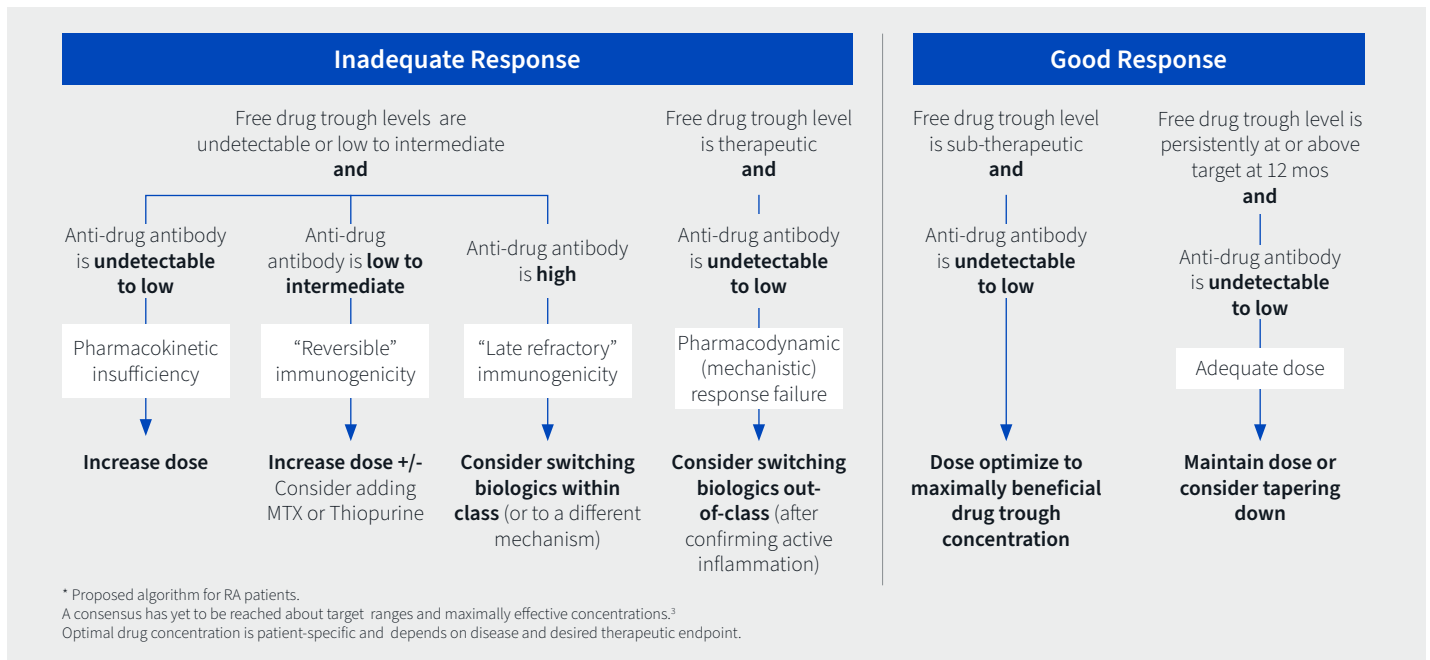 Inadequate Response
Free drug trough levels are
undetectable or low to intermediate
and
Anti-drug antibody
is undetectable
to low
Pharmacokinetic
insufficiency
Increase dose
Anti-drug
antibody is low to
intermediate
“Reversible”
immunogenicity
Increase dose +/-
Consider adding
MTX or Thiopurine
Anti-drug antibody
is high
“Late refractory”
immunogenicity
Consider switching
biologics within
class (or to a different
mechanism)
Free drug trough level
is therapeutic
and
Anti-drug antibody
is undetectable
to low
Pharmacodynamic
(mechanistic)
response failure
Consider switching
biologics out-
of-class (after
confirming active
inflammation)
Good Response
Free drug trough level
is sub-therapeutic
and
Anti-drug antibody
is undetectable
to low
Dose optimize to
maximally beneficial
drug trough
concentration
Free drug trough level is
persistently at or above
target at 12 mos
and
Anti-drug antibody
is undetectable
to low
Adequate dose
Maintain dose or
consider tapering
down
* Proposed algorithm for RA patients.
A consensus has yet to be reached about target ranges and maximally effective concentrations.³
Optimal drug concentration is patient-specific and depends on disease and desired therapeutic endpoint.